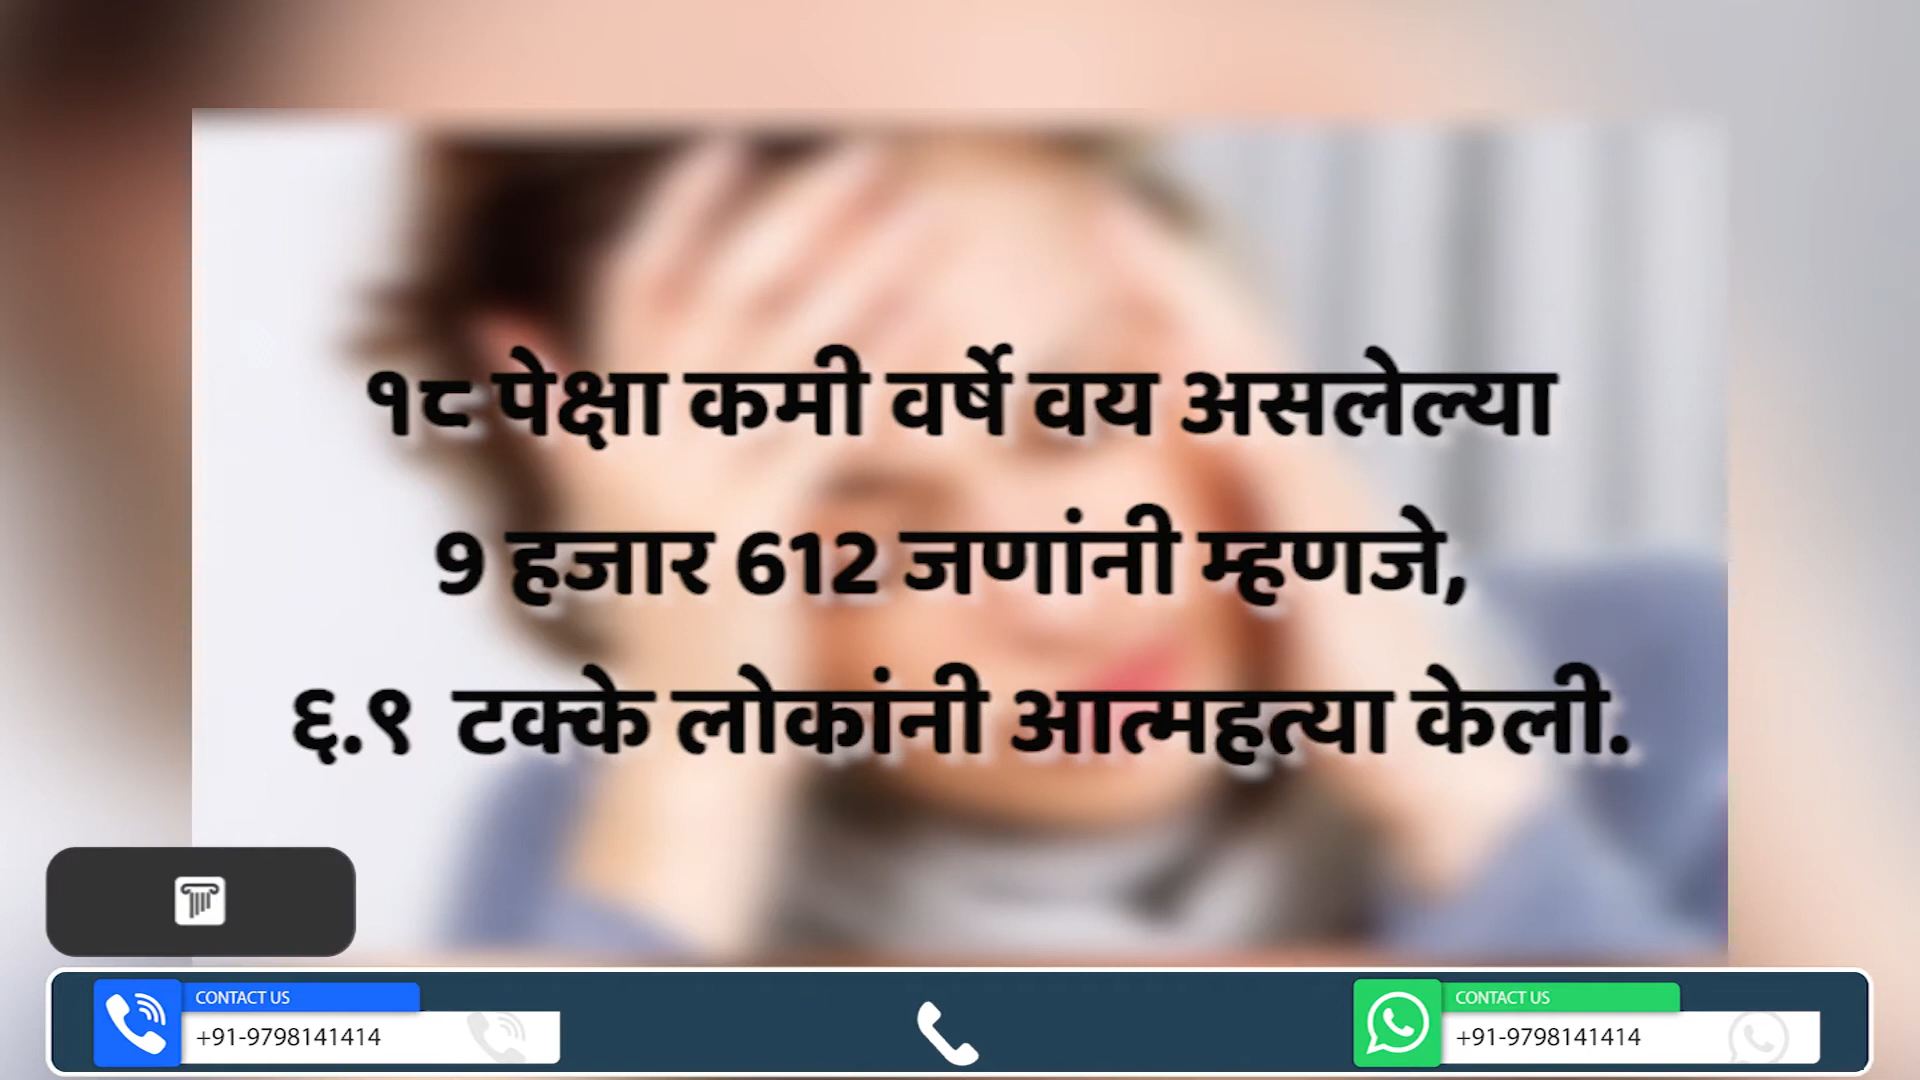 १८ पेक्षा कमी वर्षे वय असलेल्या
9 हजार 612 जणांनी म्हणजे,
६.९ टक्के लोकांनी आत्महत्या केली.
CONTACT US
+91-9798141414
CONTACT US
+91-9798141414